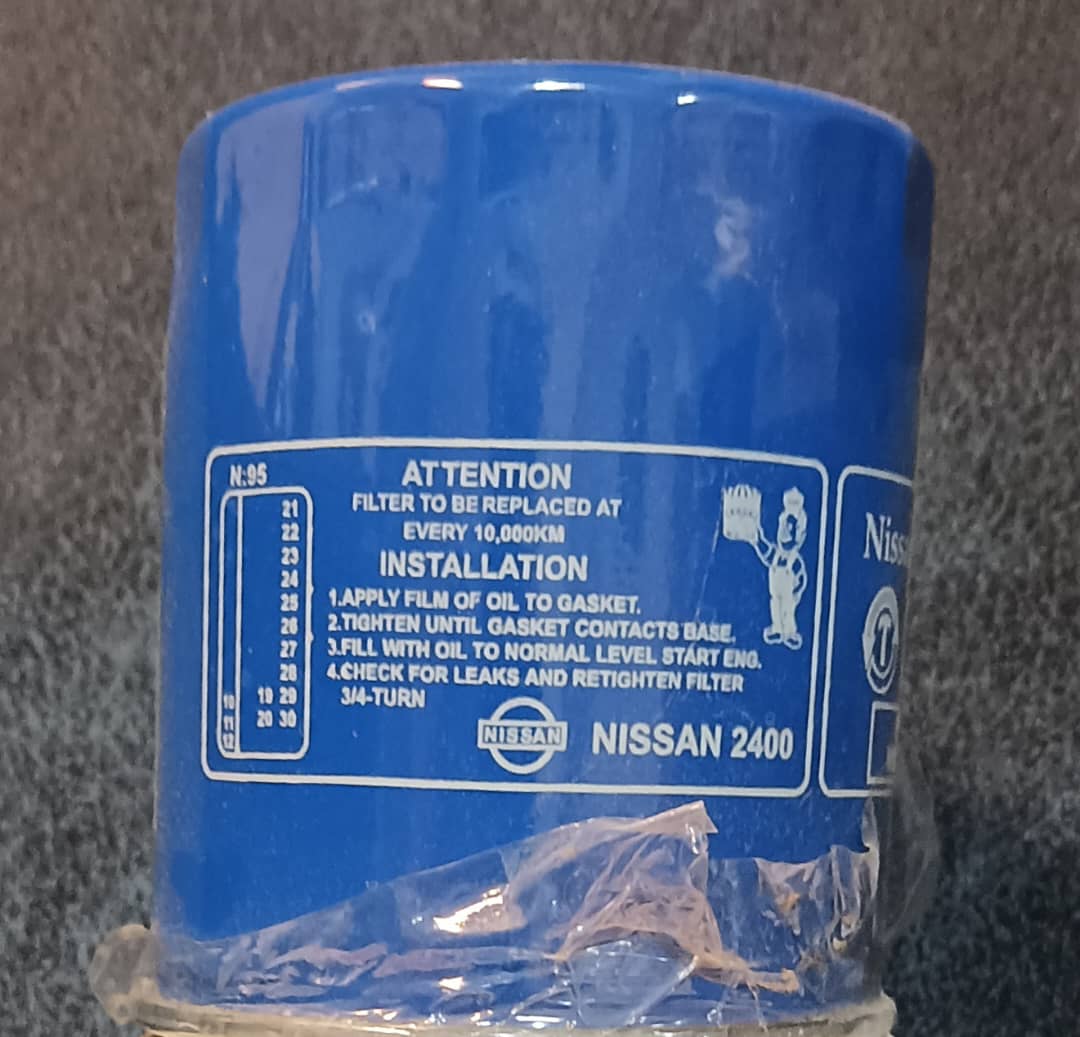 N:95
21
22
23
24
25
26
27
28
19 29
20 30
10
11
12
ATTENTION
FILTER TO BE REPLACED AT
EVERY 10,000KM
INSTALLATION
1.APPLY FILM OF OIL TO GASKET.
2.TIGHTEN UNTIL GASKET CONTACTS BASE.
3.FILL WITH OIL TO NORMAL LEVEL START ENG.
4.CHECK FOR LEAKS AND RETIGHTEN FILTER
3/4-TURN
NISSAN
NISSAN 2400
Niss
T